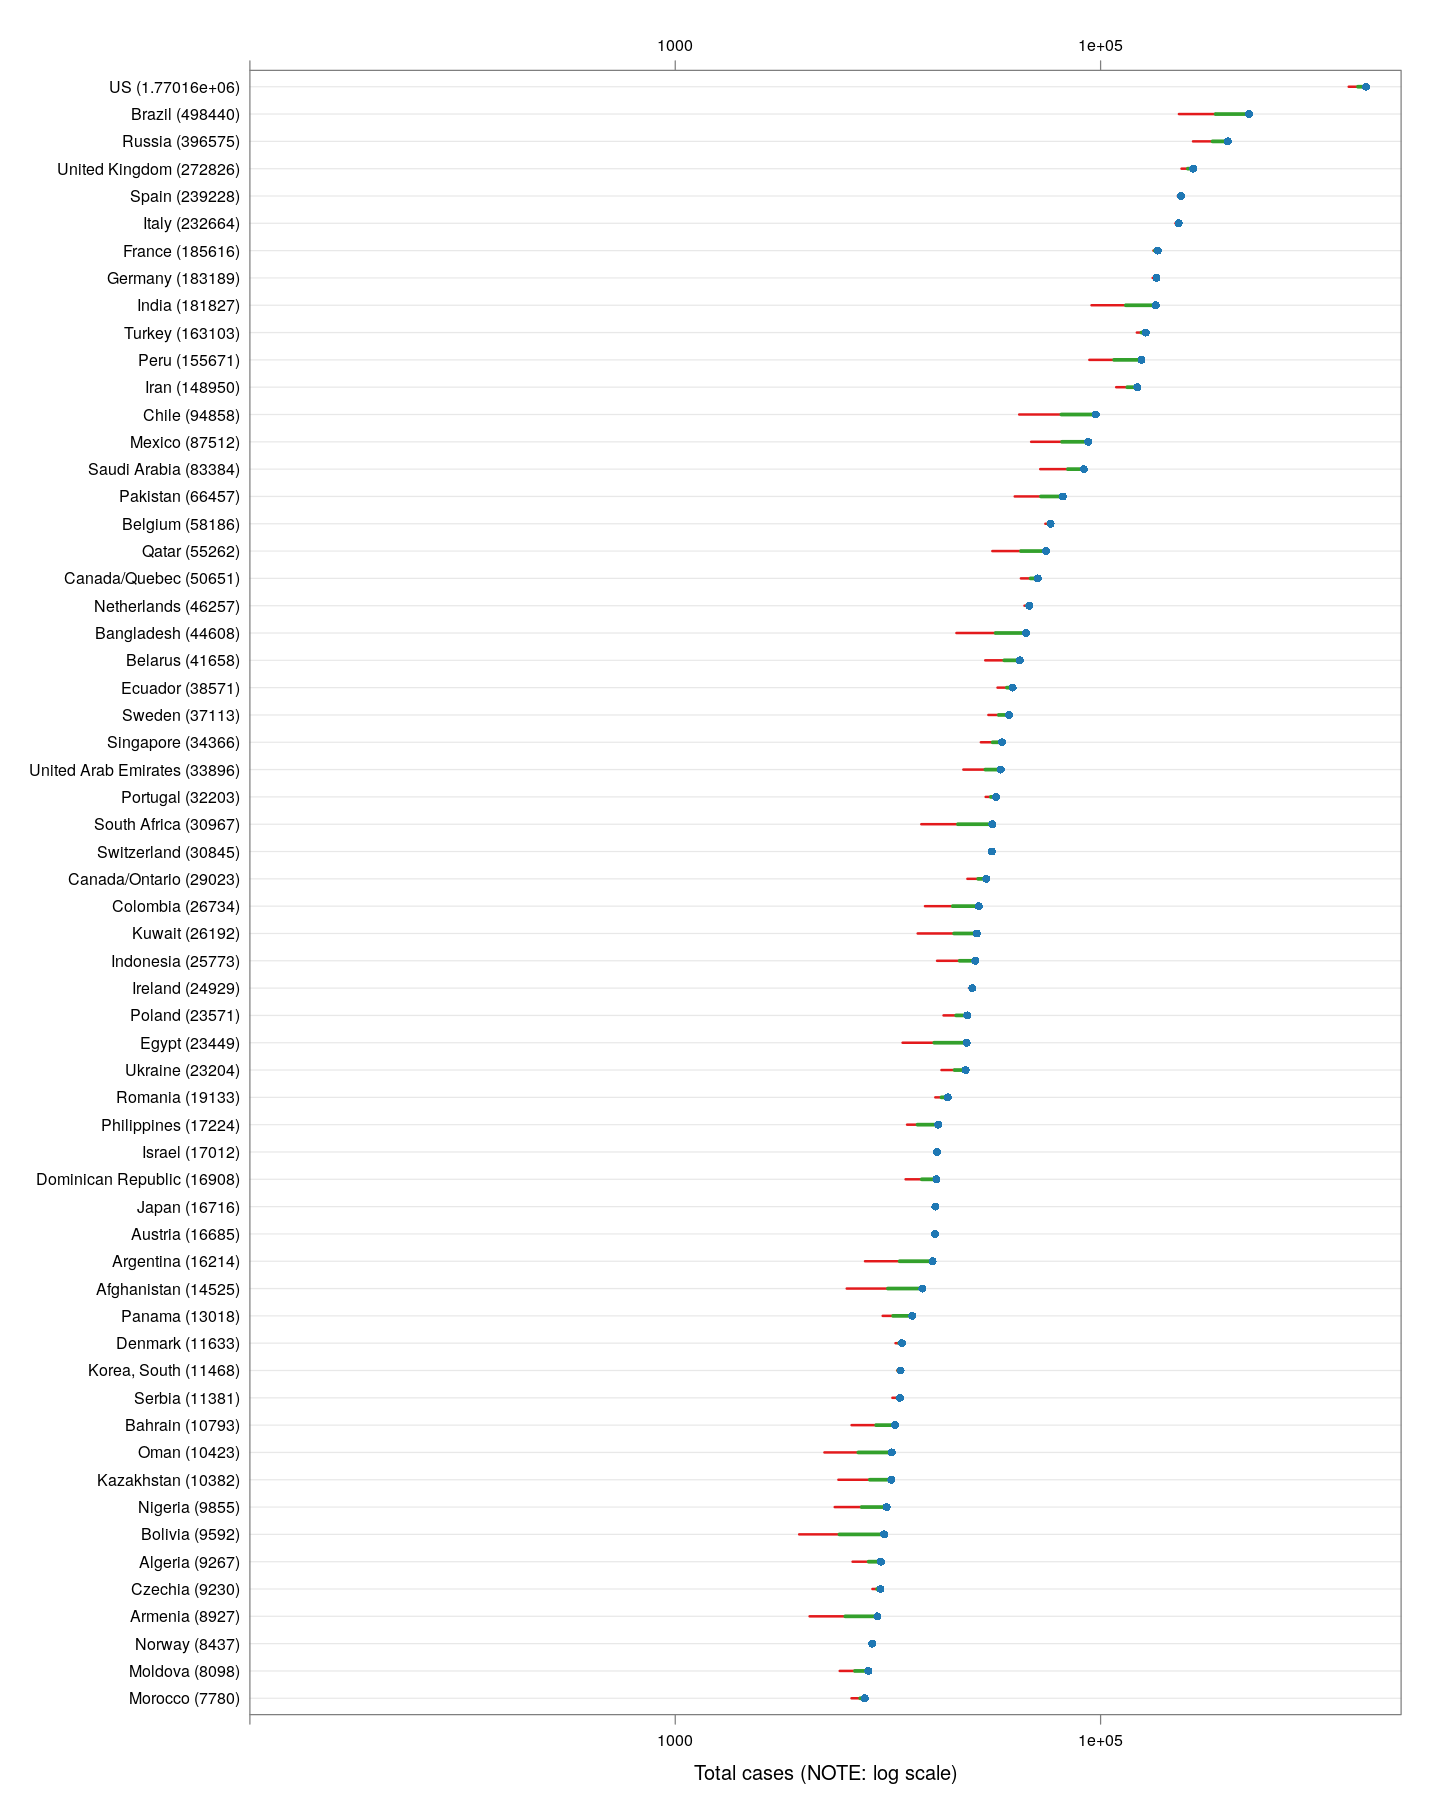 1000 1e+05
US (1.77016e+06)
Brazil (498440)
Russia (396575)
United Kingdom (272826)
Spain (239228)
Italy (232664)
France (185616)
Germany (183189)
India (181827)
Turkey (163103)
Peru (155671)
Iran (148950)
Chile (94858)
Mexico (87512)
Saudi Arabia (83384)
Pakistan (66457)
Belgium (58186)
Qatar (55262)
Canada/Quebec (50651)
Netherlands (46257)
Bangladesh (44608)
Belarus (41658)
Ecuador (38571)
Sweden (37113)
Singapore (34366)
United Arab Emirates (33896)
Portugal (32203)
South Africa (30967)
Switzerland (30845)
Canada/Ontario (29023)
Colombia (26734)
Kuwait (26192)
Indonesia (25773)
Ireland (24929)
Poland (23571)
Egypt (23449)
Ukraine (23204)
Romania (19133)
Philippines (17224)
Israel (17012)
Dominican Republic (16908)
Japan (16716)
Austria (16685)
Argentina (16214)
Afghanistan (14525)
Panama (13018)
Denmark (11633)
Korea, South (11468)
Serbia (11381)
Bahrain (10793)
Oman (10423)
Kazakhstan (10382)
Nigeria (9855)
Bolivia (9592)
Algeria (9267)
Czechia (9230)
Armenia (8927)
Norway (8437)
Moldova (8098)
Morocco (7780)
1000 1e+05
Total cases (NOTE: log scale)